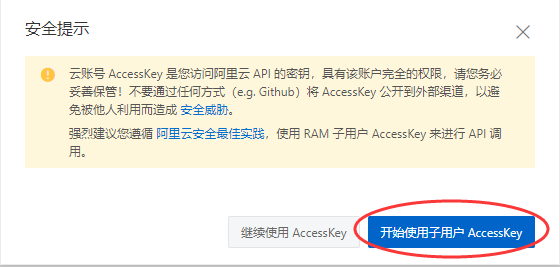 安全提示
云账号 AccessKey 是您访问阿里云 API 的密钥，具有该账户完全的权限，请您务必
妥善保管！不要通过任何方式（e.g. Github）将 AccessKey 公开到外部渠道，以避
免被他人利用而造成 安全威胁。
强烈建议您遵循 阿里云安全最佳实践，使用 RAM 子用户 AccessKey 来进行 API 调
用。
继续使用 AccessKey
开始使用子用户 AccessKey